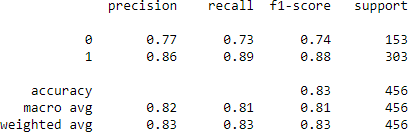 precision recall f1-score support
0 0.77 0.73 0.74 153
1 0.86 0.89 0.88 303
accuracy 0.83 456
macro avg 0.82 0.81 0.81 456
weighted avg 0.83 0.83 0.83 456